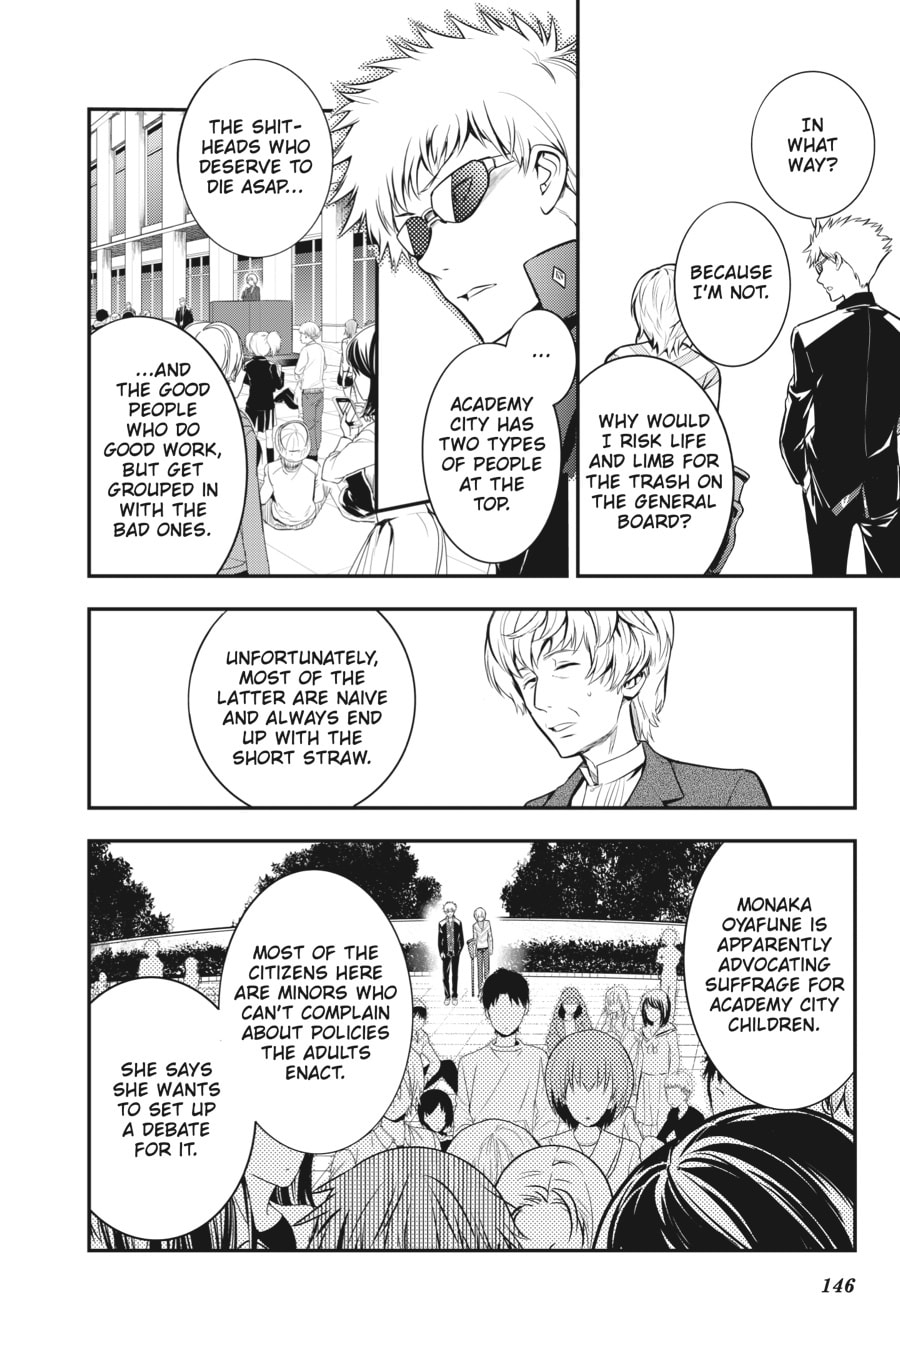 IN
WHAT
WAY?
BECAUSE
I'M NOT.
WHY WOULD
I RISK LIFE
AND LIMB FOR
THE TRASH ON
THE GENERAL
BOARD?
...
ACADEMY
CITY HAS
TWO TYPES
OF PEOPLE
AT THE
TOP.
THE SHIT-
HEADS WHO
DESERVE TO
DIE ASAP...
...AND
THE GOOD
PEOPLE
WHO DO
GOOD WORK,
BUT GET
GROUPED IN
WITH THE
BAD ONES.
UNFORTUNATELY,
MOST OF THE
LATTER ARE NAIVE
AND ALWAYS END
UP WITH THE
SHORT STRAW.
MONAKA
OYAFUNE IS
APPARENTLY
ADVOCATING
SUFFRAGE FOR
ACADEMY CITY
CHILDREN.
MOST OF THE
CITIZENS HERE
ARE MINORS WHO
CAN'T COMPLAIN
ABOUT POLICIES
THE ADULTS
ENACT.
SHE SAYS
SHE WANTS
TO SET UP
A DEBATE
FOR IT.
146